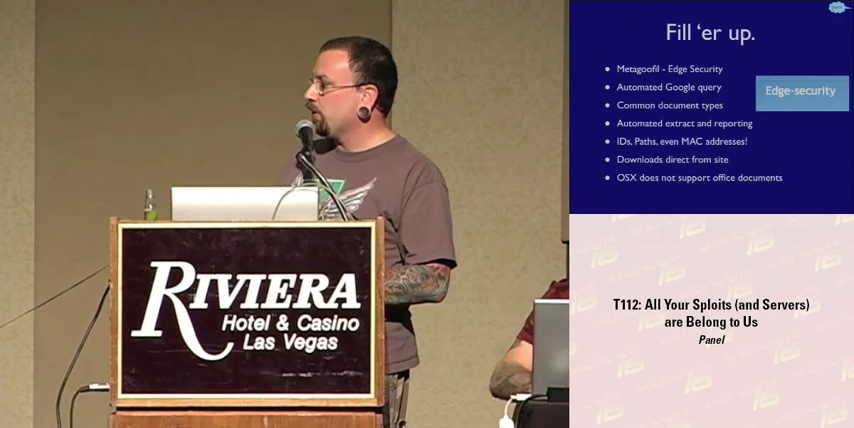 Fill ‘er up.
Metagoofil - Edge Security
Automated Google query
Common document types
Automated extract and reporting
IDs, Paths, even MAC addresses!
Downloads direct from site
OSX does not support office documents
Edge-security
RIVIERA
Hotel & Casino
Las Vegas
T112: All Your Sploits (and Servers)
are Belong to Us
Panel